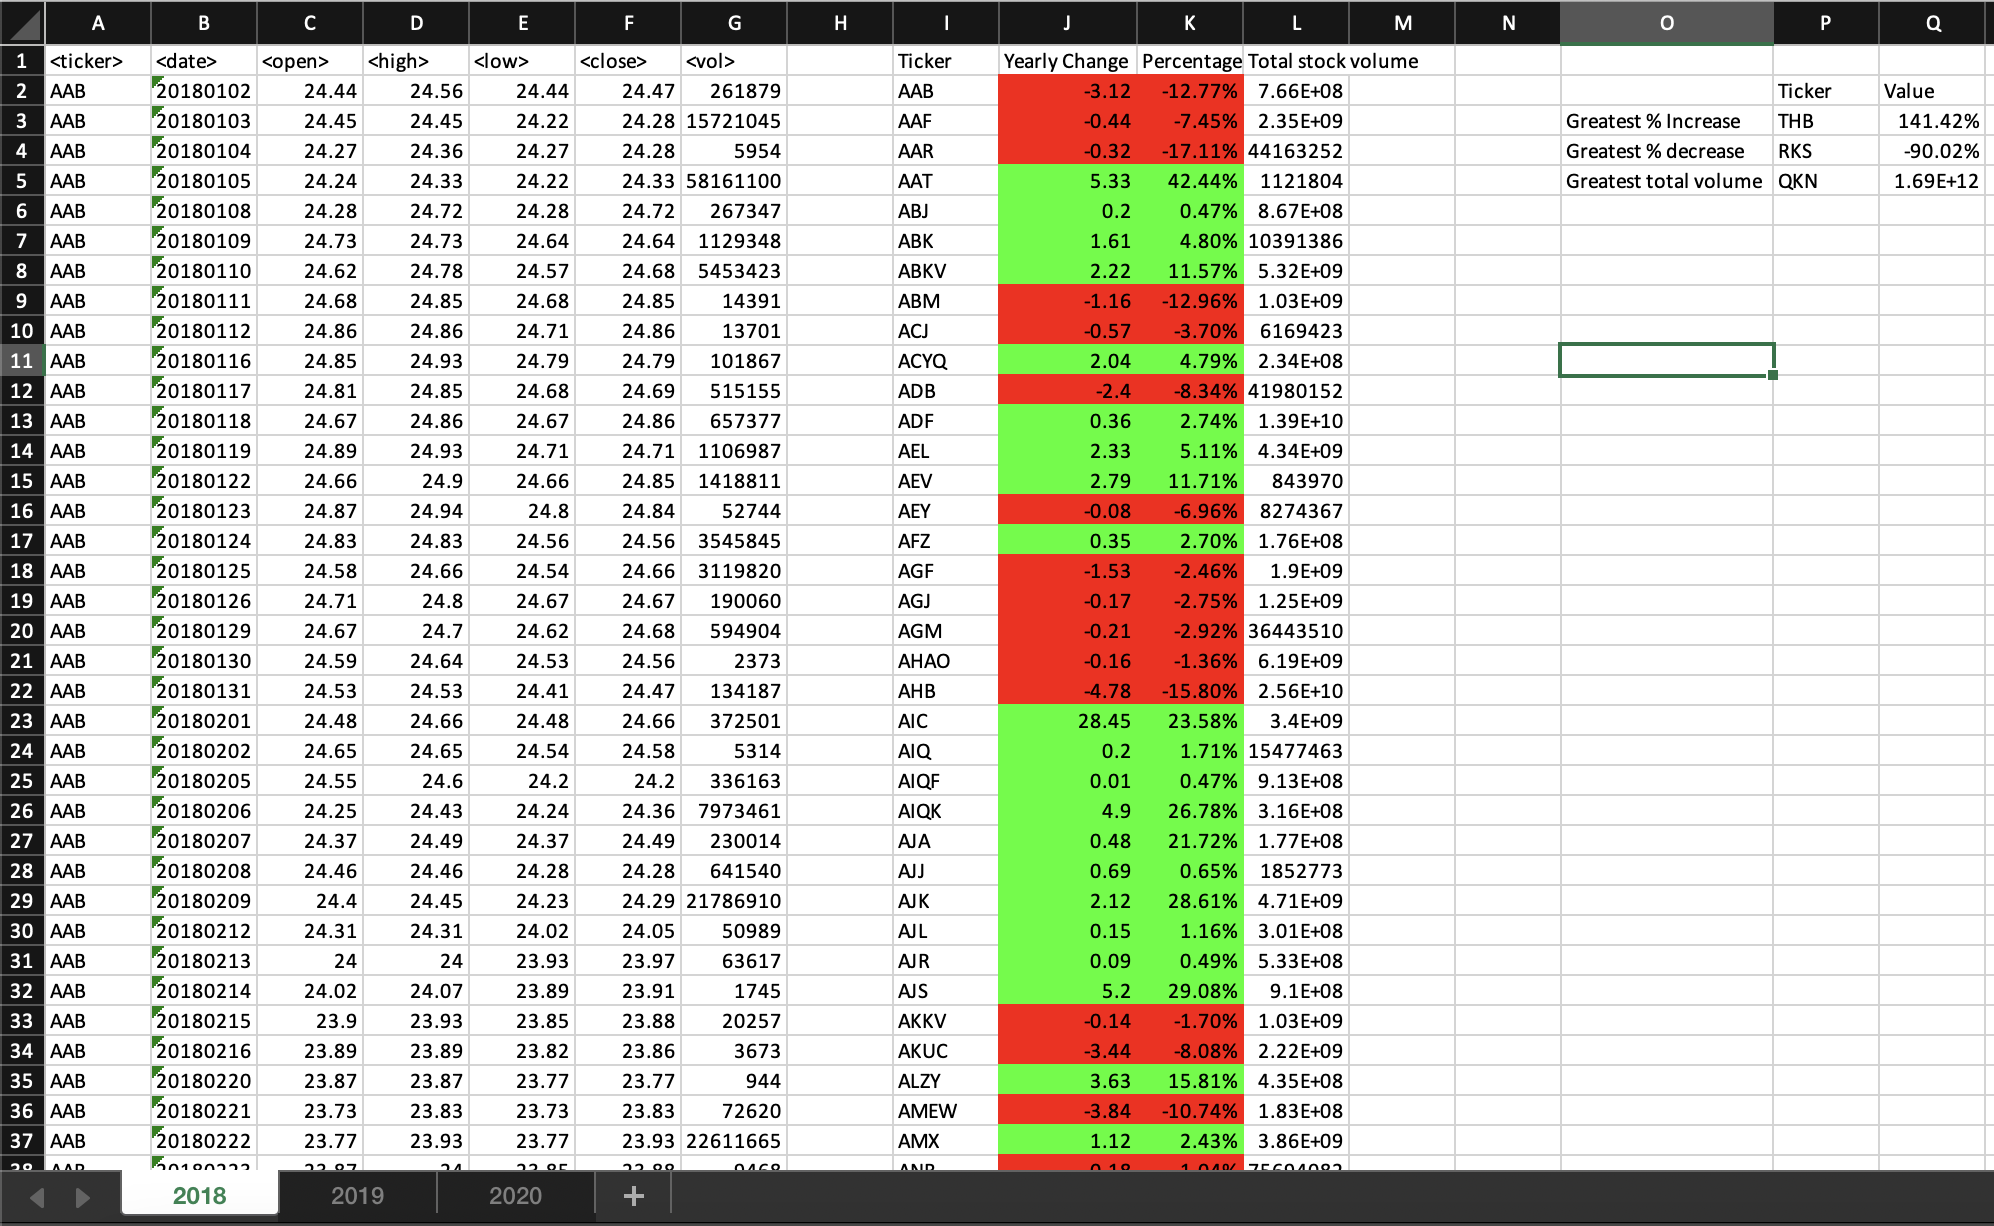 A B C D E F G H I J K L M N O P Q
1 <ticker> <date> <open> <high> <low> <close> <vol> Ticker Yearly Change Percentage Total stock volume
2 AAB 20180102 24.44 24.56 24.44 24.47 261879 AAB -3.12 -12.77% 7.66E+08 Ticker Value
3 AAB 20180103 24.45 24.45 24.22 24.28 15721045 AAF -0.44 -7.45% 2.35E+09 Greatest % Increase THB 141.42%
4 AAB 20180104 24.27 24.36 24.27 24.28 5954 AAR -0.32 -17.11% 44163252 Greatest % decrease RKS -90.02%
5 AAB 20180105 24.24 24.33 24.22 24.33 58161100 AAT 5.33 42.44% 1121804 Greatest total volume QKN 1.69E+12
6 AAB 20180108 24.28 24.72 24.28 24.72 267347 ABJ 0.2 0.47% 8.67E+08
7 AAB 20180109 24.73 24.73 24.64 24.64 1129348 ABK 1.61 4.80% 10391386
8 AAB 20180110 24.62 24.78 24.57 24.68 5453423 ABKV 2.22 11.57% 5.32E+09
9 AAB 20180111 24.68 24.85 24.68 24.85 14391 ABM -1.16 -12.96% 1.03E+09
10 AAB 20180112 24.86 24.86 24.71 24.86 13701 ACJ -0.57 -3.70% 6169423
11 AAB 20180116 24.85 24.93 24.79 24.79 101867 ACYQ 2.04 4.79% 2.34E+08
12 AAB 20180117 24.81 24.85 24.68 24.69 515155 ADB -2.4 -8.34% 41980152
13 AAB 20180118 24.67 24.86 24.67 24.86 657377 ADF 0.36 2.74% 1.39E+10
14 AAB 20180119 24.89 24.93 24.71 24.71 1106987 AEL 2.33 5.11% 4.34E+09
15 AAB 20180122 24.66 24.9 24.66 24.85 1418811 AEV 2.79 11.71% 843970
16 AAB 20180123 24.87 24.94 24.8 24.84 52744 AEY -0.08 -6.96% 8274367
17 AAB 20180124 24.83 24.83 24.56 24.56 3545845 AFZ 0.35 2.70% 1.76E+08
18 AAB 20180125 24.58 24.66 24.54 24.66 3119820 AGF -1.53 -2.46% 1.9E+09
19 AAB 20180126 24.71 24.8 24.67 24.67 190060 AGJ -0.17 -2.75% 1.25E+09
20 AAB 20180129 24.67 24.7 24.62 24.68 594904 AGM -0.21 -2.92% 36443510
21 AAB 20180130 24.59 24.64 24.53 24.56 2373 AHAO -0.16 -1.36% 6.19E+09
22 AAB 20180131 24.53 24.53 24.41 24.47 134187 AHB -4.78 -15.80% 2.56E+10
23 AAB 20180201 24.48 24.66 24.48 24.66 372501 AIC 28.45 23.58% 3.4E+09
24 AAB 20180202 24.65 24.65 24.54 24.58 5314 AIQ 0.2 1.71% 15477463
25 AAB 20180205 24.55 24.6 24.2 24.2 336163 AIQF 0.01 0.47% 9.13E+08
26 AAB 20180206 24.25 24.43 24.24 24.36 7973461 AIQK 4.9 26.78% 3.16E+08
27 AAB 20180207 24.37 24.49 24.37 24.49 230014 AJA 0.48 21.72% 1.77E+08
28 AAB 20180208 24.46 24.46 24.28 24.28 641540 AJJ 0.69 0.65% 1852773
29 AAB 20180209 24.4 24.45 24.23 24.29 21786910 AJK 2.12 28.61% 4.71E+09
30 AAB 20180212 24.31 24.31 24.02 24.05 50989 AJL 0.15 1.16% 3.01E+08
31 AAB 20180213 24 24 23.93 23.97 63617 AJR 0.09 0.49% 5.33E+08
32 AAB 20180214 24.02 24.07 23.89 23.91 1745 AJS 5.2 29.08% 9.1E+08
33 AAB 20180215 23.9 23.93 23.85 23.88 20257 AKKV -0.14 -1.70% 1.03E+09
34 AAB 20180216 23.89 23.89 23.82 23.86 3673 AKUC -3.44 -8.08% 2.22E+09
35 AAB 20180220 23.87 23.87 23.77 23.77 944 ALZY 3.63 15.81% 4.35E+08
36 AAB 20180221 23.73 23.83 23.73 23.83 72620 AMEW -3.84 -10.74% 1.83E+08
37 AAB 20180222 23.77 23.93 23.77 23.93 22611665 AMX 1.12 2.43% 3.86E+09
2018 2019 2020